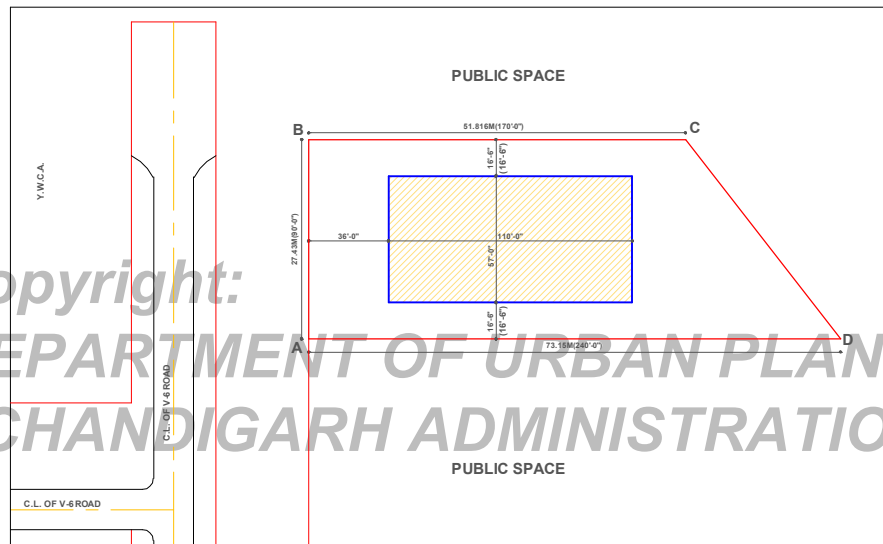 PUBLIC SPACE
51.816M(170'-0")
B
C
16'-6"
(16'-6")
Y.W.C.A.
27.43M(90'-0")
36'-0"
110'-0"
57'-0"
opyright:
16'-6"
(16'-6")
A
D
73.15M(240'-0")
EPARTMENT OF URBAN PLAN
C.L. OF V-6 ROAD
CHANDIGARH ADMINISTRATIO
PUBLIC SPACE
C.L. OF V-6 ROAD